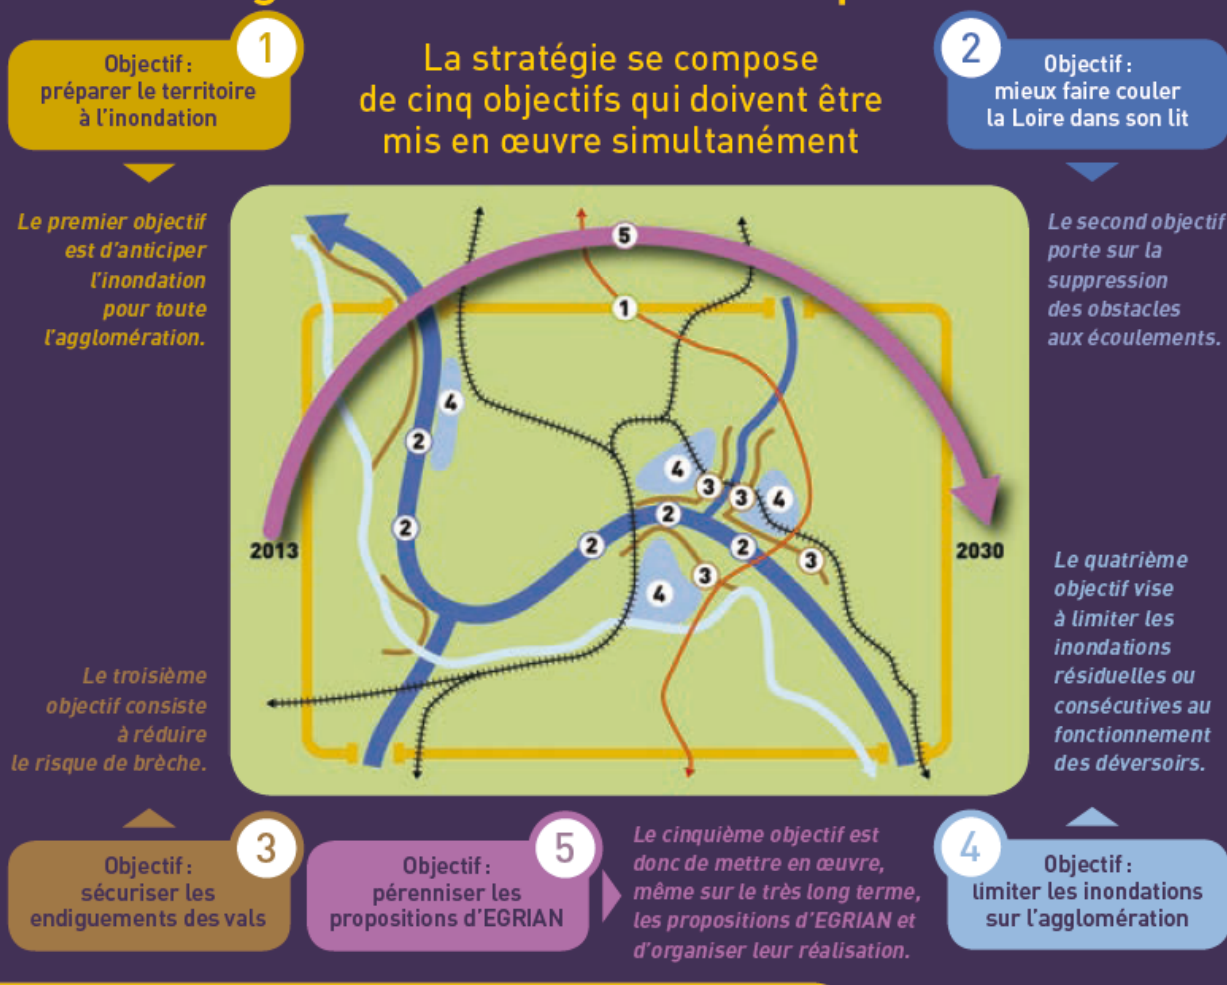 La stratégie se compose
de cinq objectifs qui doivent être
mis en œuvre simultanément
1
Objectif :
préparer le territoire
à l'inondation
2
Objectif :
mieux faire couler
la Loire dans son lit
Le premier objectif
est d'anticiper
l'inondation
pour toute
l'agglomération.
Le second objectif
porte sur la
suppression
des obstacles
aux écoulements.
5
1
4
2
4
3
3
4
2
2
2
2
3
3
4
2013
2030
Le troisième
objectif consiste
à réduire
le risque de brèche.
Le quatrième
objectif vise
à limiter les
inondations
résiduelles ou
consécutives au
fonctionnement
des déversoirs.
3
Objectif :
sécuriser les
endiguements des vals
5
Objectif :
pérenniser les
propositions d'EGRIAN
Le cinquième objectif est
donc de mettre en œuvre,
même sur le très long terme,
les propositions d'EGRIAN et
d'organiser leur réalisation.
4
Objectif :
limiter les inondations
sur l'agglomération